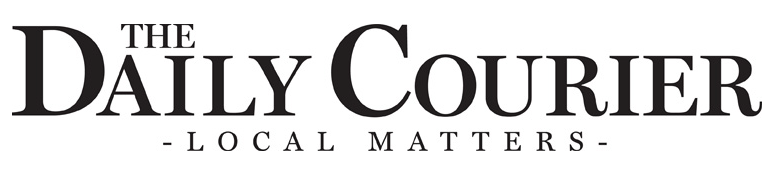 THE
DAILY COURIER
-LOCAL MATTERS-